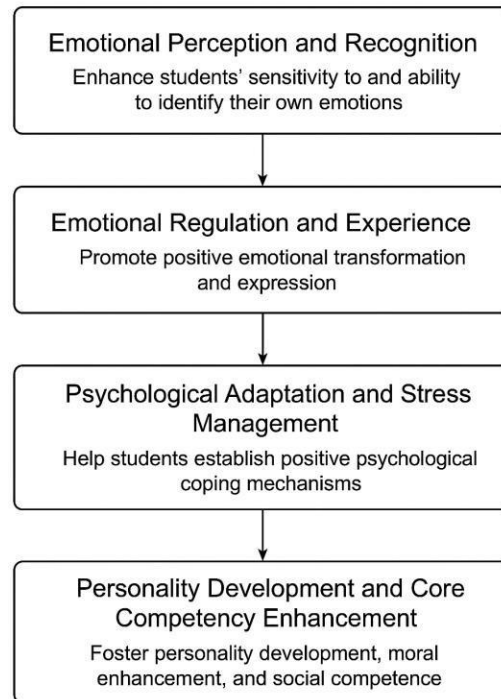 Emotional Perception and Recognition
Enhance students' sensitivity to and ability
to identify their own emotions
Emotional Regulation and Experience
Promote positive emotional transformation
and expression
Psychological Adaptation and Stress
Management
Help students establish positive psychological
coping mechanisms
Personality Development and Core
Competency Enhancement
Foster personality development, moral
enhancement, and social competence